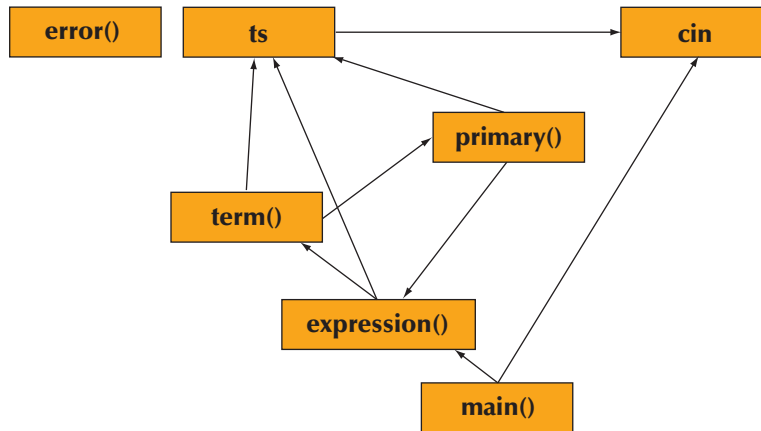 error()
ts
cin
primary()
term()
expression()
main()